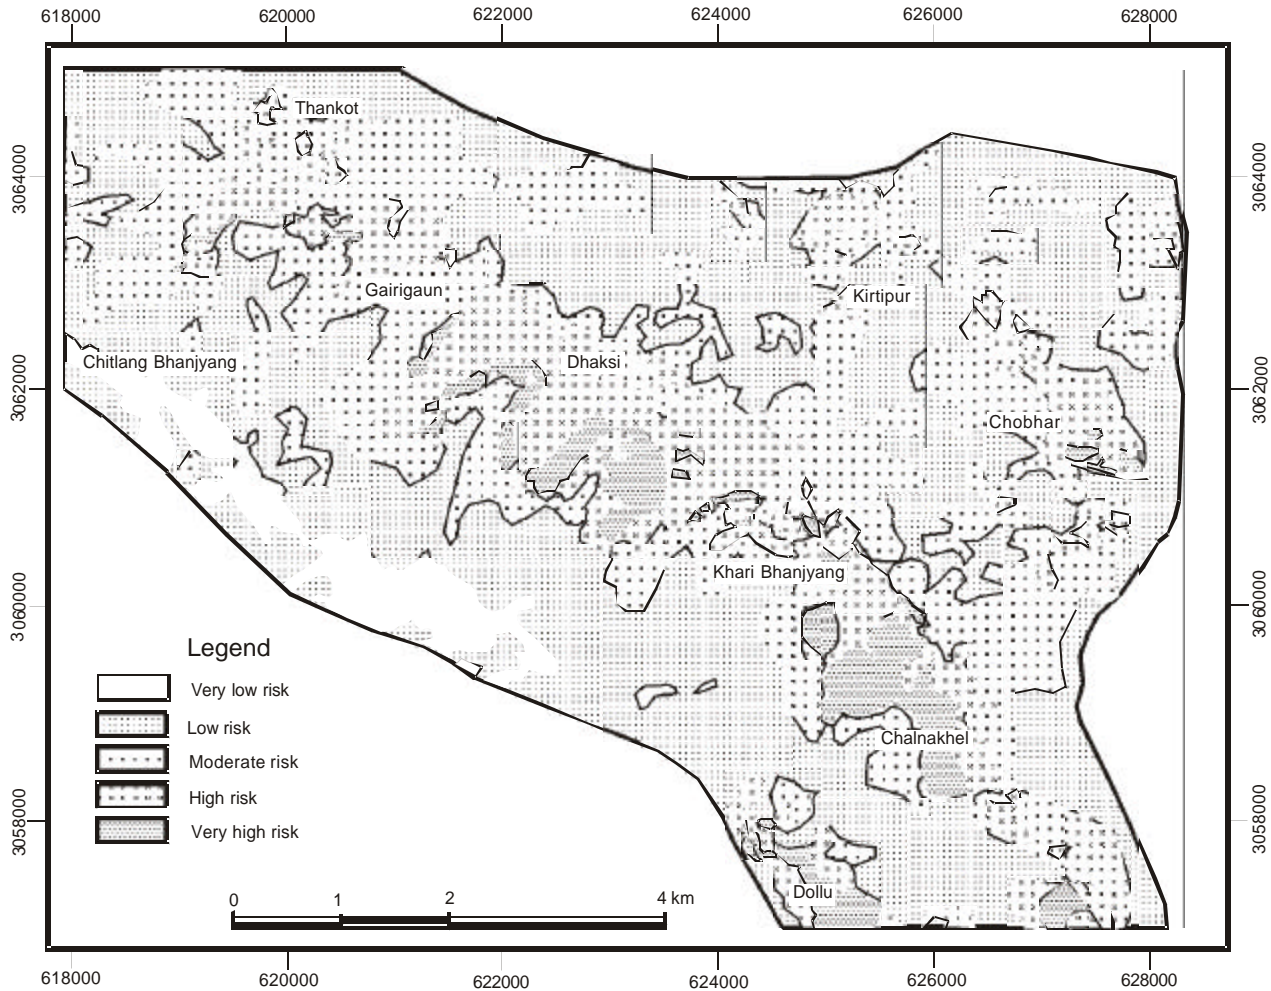 618000 620000 622000 624000 626000 628000
3064000 3064000
Thankot
Gairigaun Kirtipur
Chitlang Bhanjyang Dhaksi
3062000 3062000
Chobhar
Khari Bhanjyang
3060000 3060000
Legend
Very low risk
Low risk
Moderate risk
High risk
Very high risk
Chalnakhel
3058000 3058000
Dollu
0 1 2 4 km
618000 620000 622000 624000 626000 628000